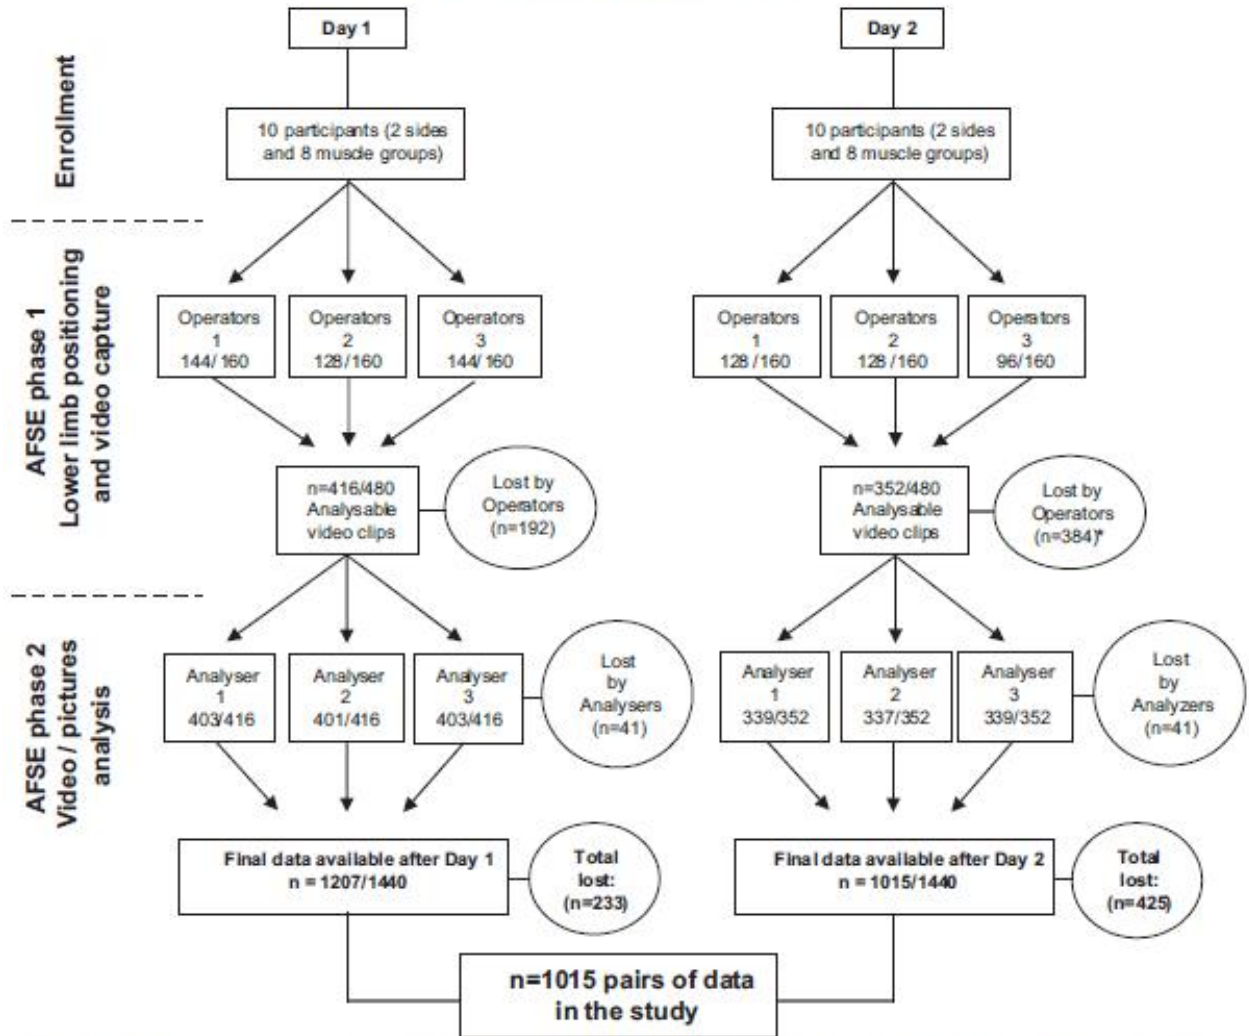 Day 1
Day 2
Enrollment
10 participants (2 sides
and 8 muscle groups)
10 participants (2 sides
and 8 muscle groups)
AFSE phase 1
Lower limb positioning
and video capture
Operators
1
144/160
Operators
2
128/160
Operators
3
144/160
Operators
1
128/160
Operators
2
128/160
Operators
3
96/160
n=416/480
Analysable
video clips
Lost by
Operators
(n=192)
n=352/480
Analysable
video clips
Lost by
Operators
(n=384)*
AFSE phase 2
Video / pictures
analysis
Analyser
1
403/416
Analyser
2
401/416
Analyser
3
403/416
Lost
by
Analysers
(n=41)
Analyser
1
339/352
Analyser
2
337/352
Analyser
3
339/352
Lost
by
Analyzers
(n=41)
Final data available after Day 1
n = 1207/1440
Total
lost:
(n=233)
Final data available after Day 2
n = 1015/1440
Total
lost:
(n=425)
n=1015 pairs of data
in the study